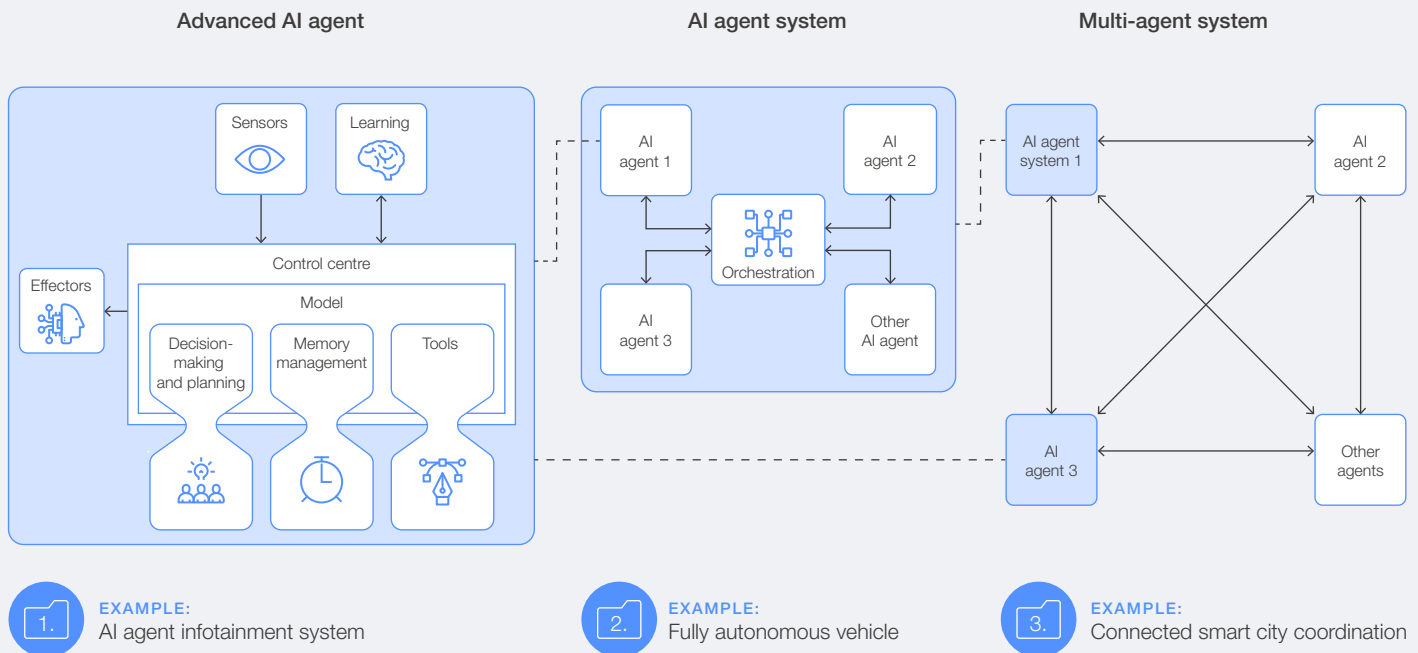 Advanced AI agent
AI agent system
Multi-agent system
Sensors
Learning
Control centre
Model
Effectors
Decision-
making
and planning
Memory
management
Tools
AI
agent 1
AI
agent 2
Orchestration
AI
agent 3
Other
AI agent
AI agent
system 1
AI
agent 2
AI
agent 3
Other
agents
1.
EXAMPLE:
AI agent infotainment system
2.
EXAMPLE:
Fully autonomous vehicle
3.
EXAMPLE:
Connected smart city coordination